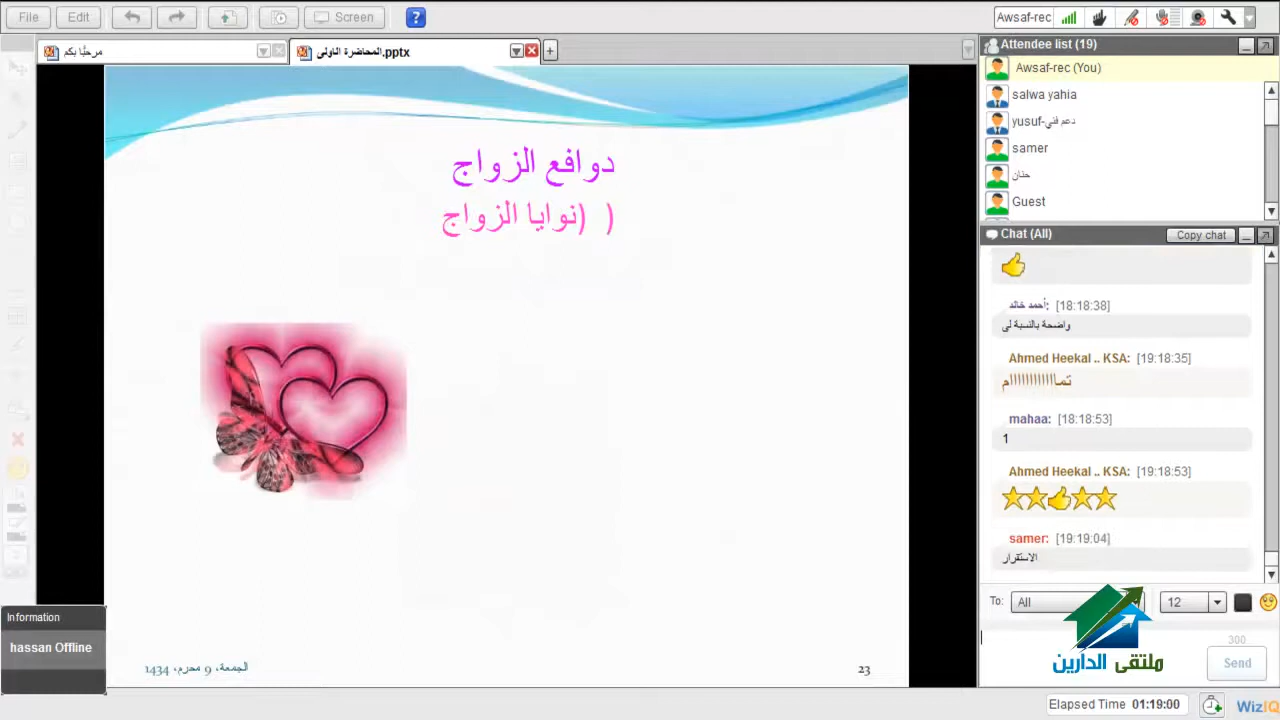 File
Edit
Screen
?
Awsaf-rec
مرحبًا بكم
المحاضرة الاولى.pptx
دوافع الزواج
( (نوايا الزواج
الجمعة، 9 محرم، 1434
23
Attendee list (19)
Awsaf-rec (You)
salwa yahia
yusuf-دعم فني
samer
حنان
Guest
Chat (All)
Copy chat
أحمد خالد: [18:18:38]
واضحة بالنسبة لى
Ahmed Heekal .. KSA: [19:18:35]
تماااااااااااام
mahaa: [18:18:53]
1
Ahmed Heekal .. KSA: [19:18:53]
samer: [19:19:04]
الاستقرار
To: All
12
300
Send
ملتقى الدارين
Information
hassan Offline
Elapsed Time 01:19:00
WizIQ